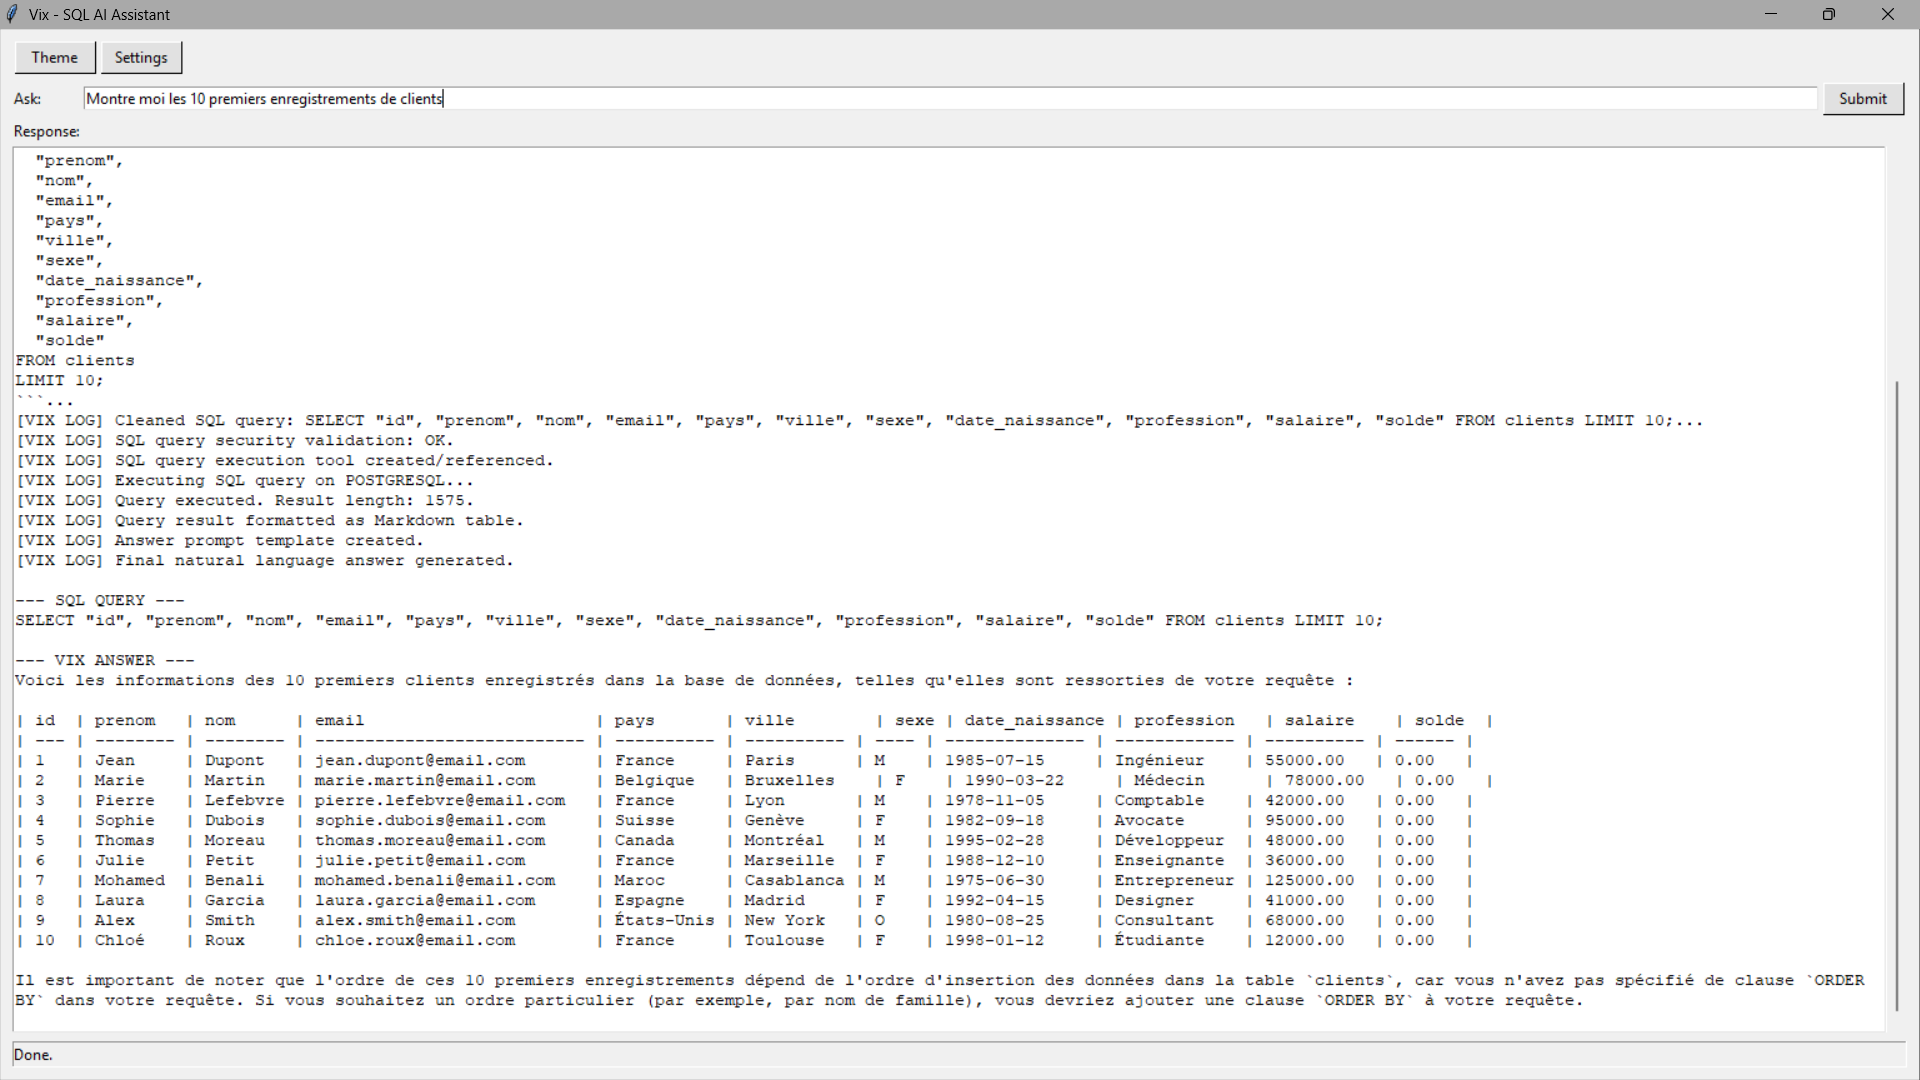 Vix - SQL AI Assistant
Theme Settings
Ask: Montre moi les 10 premiers enregistrements de clients Submit
Response:
"prenom",
"nom",
"email",
"pays",
"ville",
"sexe",
"date_naissance",
"profession",
"salaire",
"solde"
FROM clients
LIMIT 10;
```...
[VIX LOG] Cleaned SQL query: SELECT "id", "prenom", "nom", "email", "pays", "ville", "sexe", "date_naissance", "profession", "salaire", "solde" FROM clients LIMIT 10;...
[VIX LOG] SQL query security validation: OK.
[VIX LOG] SQL query execution tool created/referenced.
[VIX LOG] Executing SQL query on POSTGRESQL...
[VIX LOG] Query executed. Result length: 1575.
[VIX LOG] Query result formatted as Markdown table.
[VIX LOG] Answer prompt template created.
[VIX LOG] Final natural language answer generated.
--- SQL QUERY ---
SELECT "id", "prenom", "nom", "email", "pays", "ville", "sexe", "date_naissance", "profession", "salaire", "solde" FROM clients LIMIT 10;
--- VIX ANSWER ---
Voici les informations des 10 premiers clients enregistrés dans la base de données, telles qu'elles sont ressorties de votre requête :
| id | prenom | nom | email | pays | ville | sexe | date_naissance | profession | salaire | solde |
| --- | -------- | -------- | --------------------------- | ---------- | ---------- | ---- | -------------- | ------------ | ---------- | ------ |
| 1 | Jean | Dupont | jean.dupont@email.com | France | Paris | M | 1985-07-15 | Ingénieur | 55000.00 | 0.00 |
| 2 | Marie | Martin | marie.martin@email.com | Belgique | Bruxelles | F | 1990-03-22 | Médecin | 78000.00 | 0.00 |
| 3 | Pierre | Lefebvre | pierre.lefebvre@email.com | France | Lyon | M | 1978-11-05 | Comptable | 42000.00 | 0.00 |
| 4 | Sophie | Dubois | sophie.dubois@email.com | Suisse | Genève | F | 1982-09-18 | Avocate | 95000.00 | 0.00 |
| 5 | Thomas | Moreau | thomas.moreau@email.com | Canada | Montréal | M | 1995-02-28 | Développeur | 48000.00 | 0.00 |
| 6 | Julie | Petit | julie.petit@email.com | France | Marseille | F | 1988-12-10 | Enseignante | 36000.00 | 0.00 |
| 7 | Mohamed | Benali | mohamed.benali@email.com | Maroc | Casablanca | M | 1975-06-30 | Entrepreneur | 125000.00 | 0.00 |
| 8 | Laura | Garcia | laura.garcia@email.com | Espagne | Madrid | F | 1992-04-15 | Designer | 41000.00 | 0.00 |
| 9 | Alex | Smith | alex.smith@email.com | États-Unis | New York | O | 1980-08-25 | Consultant | 68000.00 | 0.00 |
| 10 | Chloé | Roux | chloe.roux@email.com | France | Toulouse | F | 1998-01-12 | Étudiante | 12000.00 | 0.00 |
Il est important de noter que l'ordre de ces 10 premiers enregistrements dépend de l'ordre d'insertion des données dans la table `clients`, car vous n'avez pas spécifié de clause `ORDER
BY` dans votre requête. Si vous souhaitez un ordre particulier (par exemple, par nom de famille), vous devriez ajouter une clause `ORDER BY` à votre requête.
Done.